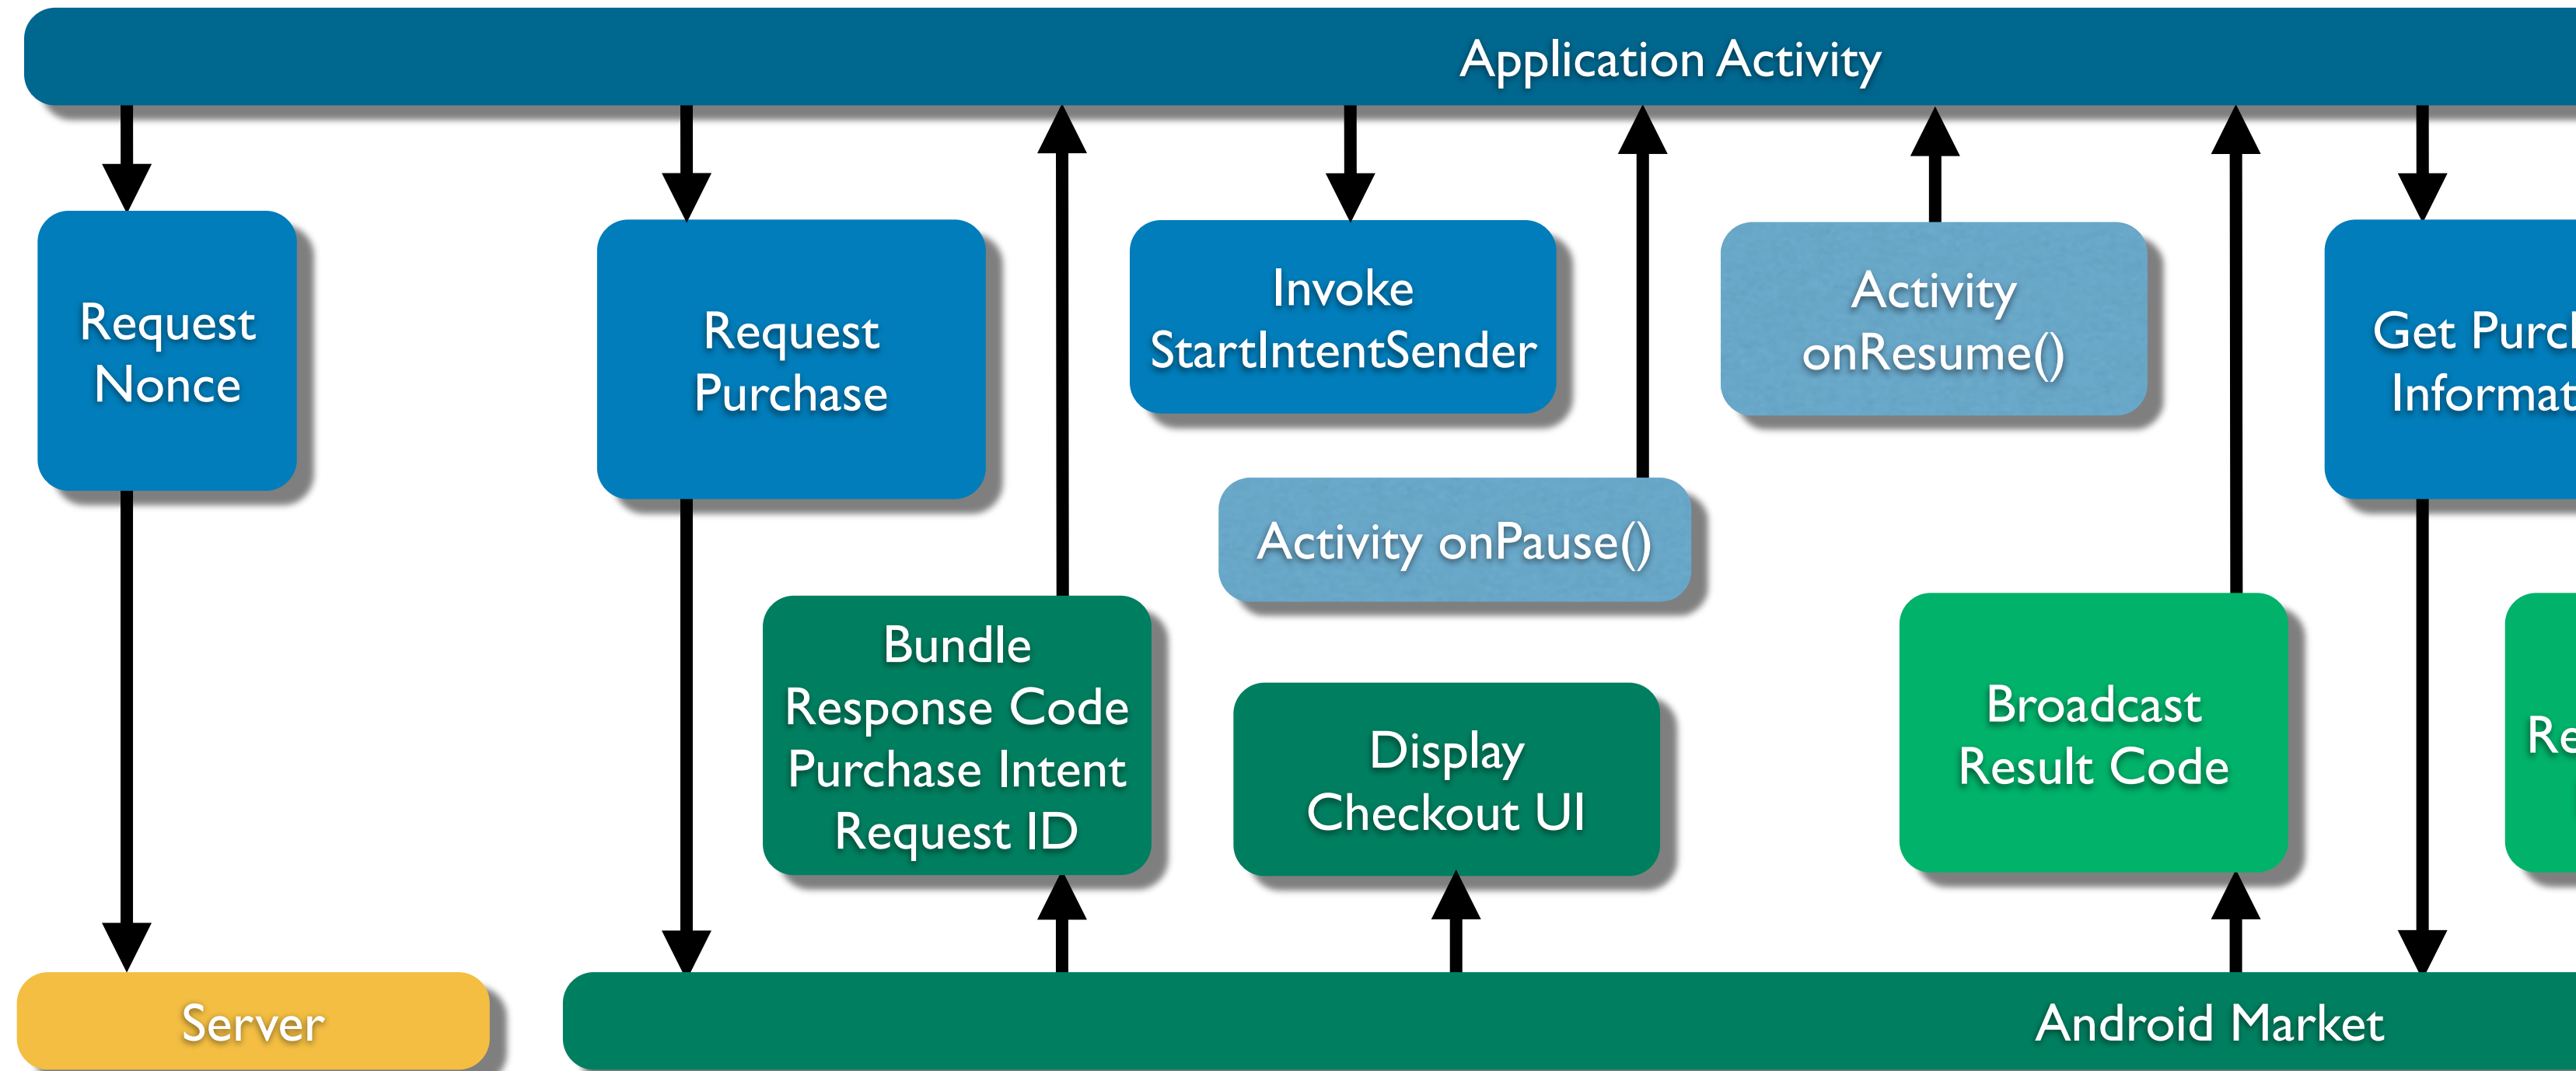 Application Activity
Request
Nonce
Request
Purchase
Invoke
StartIntentSender
Activity
onResume()
Get
Activity onPause()
Bundle
Response Code
Purchase Intent
Request ID
Display
Checkout UI
Broadcast
Result Code
Server
Android Market